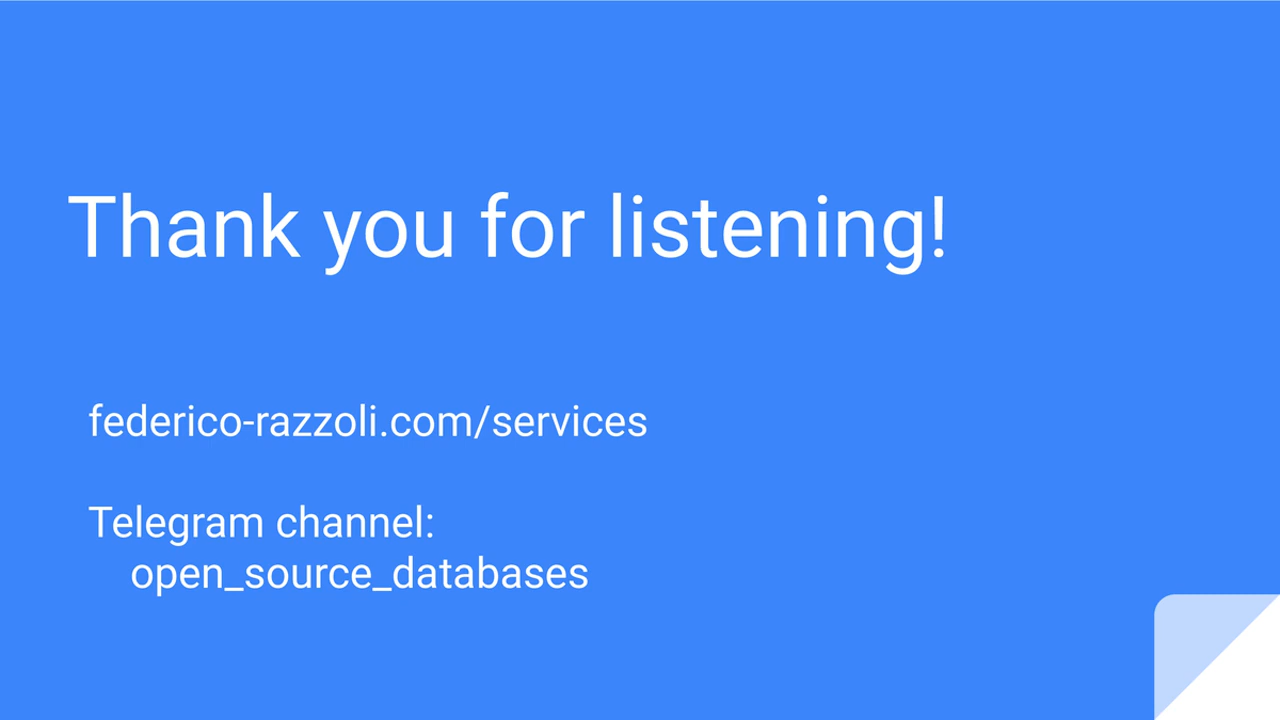 Thank you for listening!
federico-razzoli.com/services
Telegram channel:
open_source_databases